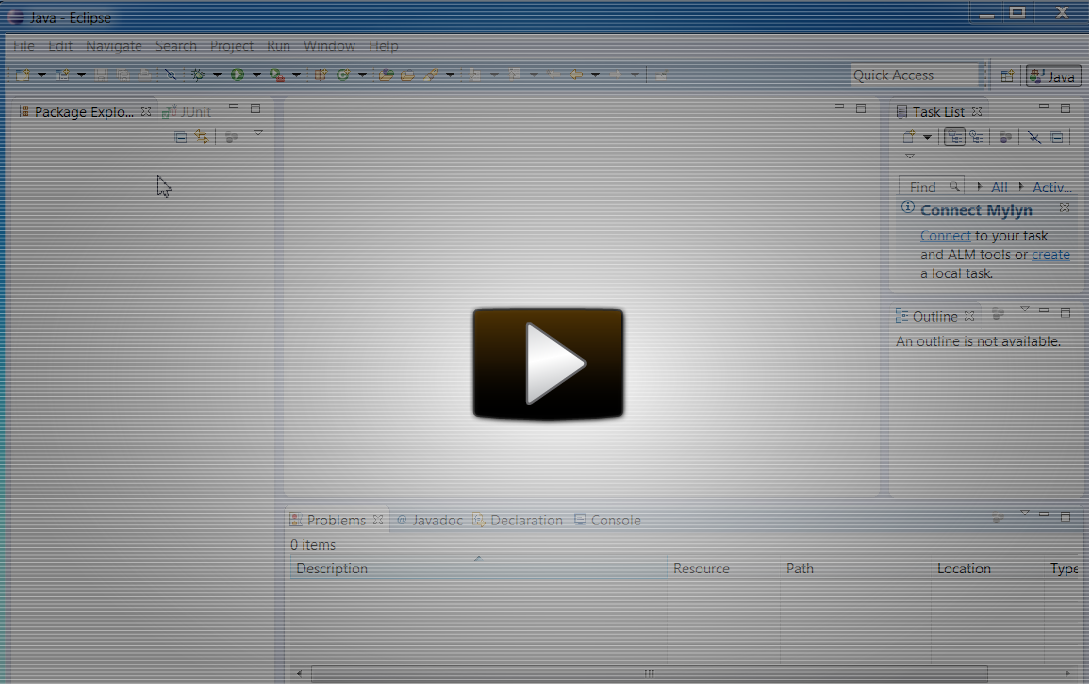 Java - Eclipse
File Edit Navigate Search Project Run Window Help
Quick Access
Java
Package Explo...
JUnit
Task List
Find
All
Activ...
Connect Mylyn
Connect to your task
and ALM tools or create
a local task.
Outline
An outline is not available.
Problems
@ Javadoc
Declaration
Console
0 items
Description Resource Path Location Type